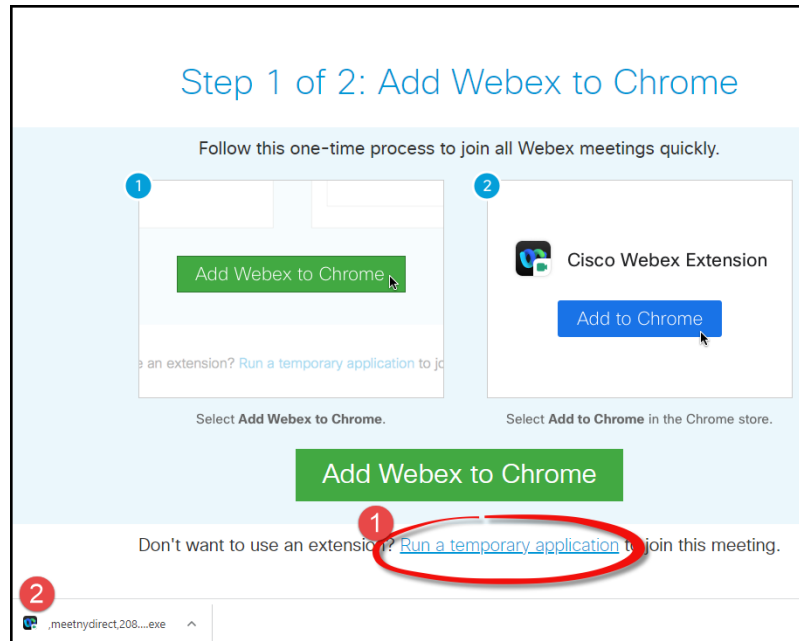 Step 1 of 2: Add Webex to Chrome
Follow this one-time process to join all Webex meetings quickly.
1
Add Webex to Chrome
e an extension? Run a temporary application to jo
Select Add Webex to Chrome.
2
Cisco Webex Extension
Add to Chrome
Select Add to Chrome in the Chrome store.
Add Webex to Chrome
1
Don't want to use an extension? Run a temporary application to join this meeting.
2
,meetnydirect,208....exe